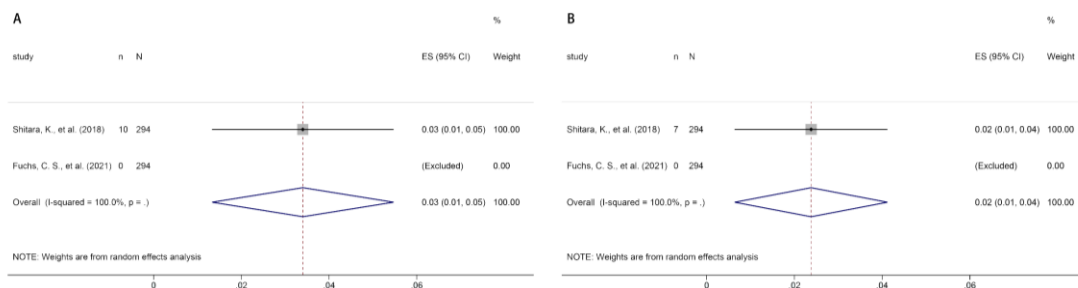 A
%
study n N ES (95% CI) Weight
Shitara, K., et al. (2018) 10 294 0.03 (0.01, 0.05) 100.00
Fuchs, C. S., et al. (2021) 0 294 (Excluded) 0.00
Overall (I-squared = 100.0%, p = .) 0.03 (0.01, 0.05) 100.00
NOTE: Weights are from random effects analysis
0 .02 .04 .06
B
%
study n N ES (95% CI) Weight
Shitara, K., et al. (2018) 7 294 0.02 (0.01, 0.04) 100.00
Fuchs, C. S., et al. (2021) 0 294 (Excluded) 0.00
Overall (I-squared = 100.0%, p = .) 0.02 (0.01, 0.04) 100.00
NOTE: Weights are from random effects analysis
0 .02 .04 .06